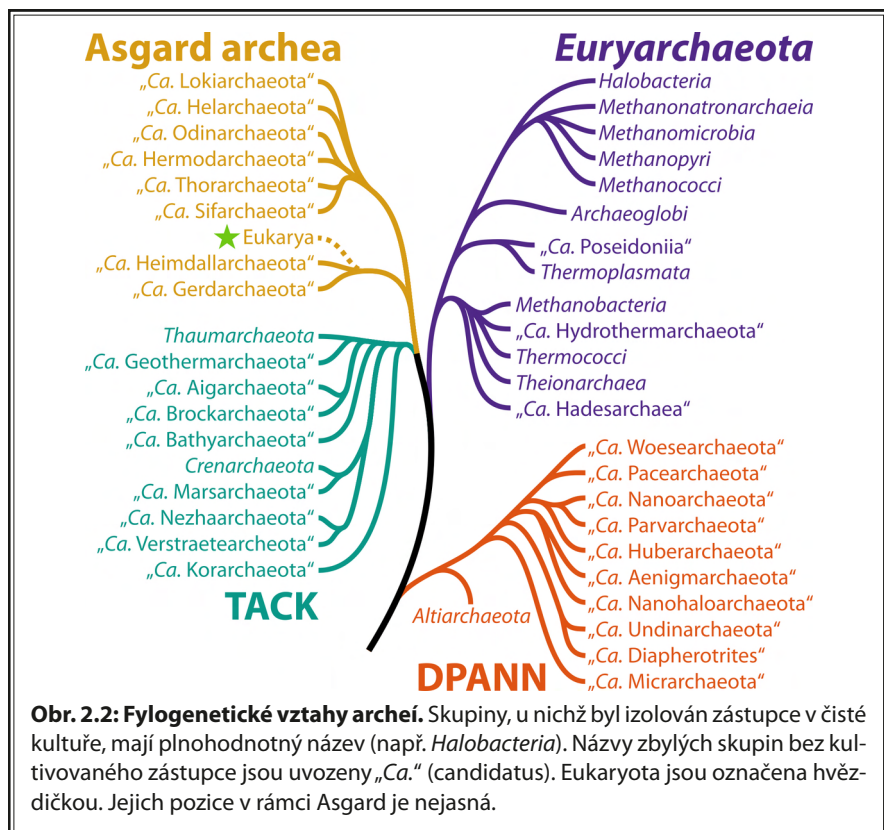 Asgard archea
„Ca. Lokiarchaeota“
„Ca. Helarchaeota“
„Ca. Odinarchaeota“
„Ca. Hermodarchaeota“
„Ca. Thorarchaeota“
„Ca. Sifarchaeota“
Eukarya
„Ca. Heimdallarchaeota“
„Ca. Gerdarchaeota“
Thaumarchaeota
„Ca. Geothermarchaeota“
„Ca. Aigarchaeota“
„Ca. Brockarchaeota“
„Ca. Bathyarchaeota“
Crenarchaeota
„Ca. Marsarchaeota“
„Ca. Nezhaarchaeota“
„Ca. Verstraetearcheota“
„Ca. Korarchaeota“
TACK
Euryarchaeota
Halobacteria
Methanonatronarchaeia
Methanomicrobia
Methanopyri
Methanococci
Archaeoglobi
„Ca. Poseidoniia“
Thermoplasmata
Methanobacteria
„Ca. Hydrothermarchaeota“
Thermococci
Theionarchaea
„Ca. Hadesarchaea“
„Ca. Woesearchaeota“
„Ca. Pacearchaeota“
„Ca. Nanoarchaeota“
„Ca. Parvarchaeota“
„Ca. Huberarchaeota“
„Ca. Aenigmarchaeota“
„Ca. Nanohaloarchaeota“
„Ca. Undinarchaeota“
„Ca. Diapherotrites“
„Ca. Micrarchaeota“
Altiarchaeota
DPANN
Obr. 2.2: Fylogenetické vztahy archeí. Skupiny, u nichž byl izolován zástupce v čisté
kultuře, mají plnohodnotný název (např. Halobacteria). Názvy zbylých skupin bez kul-
tivovaného zástupce jsou uvozeny „Ca.“ (candidatus). Eukaryota jsou označena hvěz-
dičkou. Jejich pozice v rámci Asgard je nejasná.